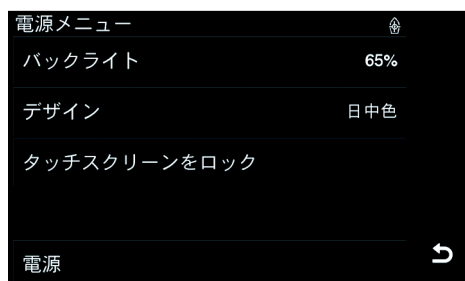 電源メニュー
バックライト 65%
デザイン 日中色
タッチスクリーンをロック
電源